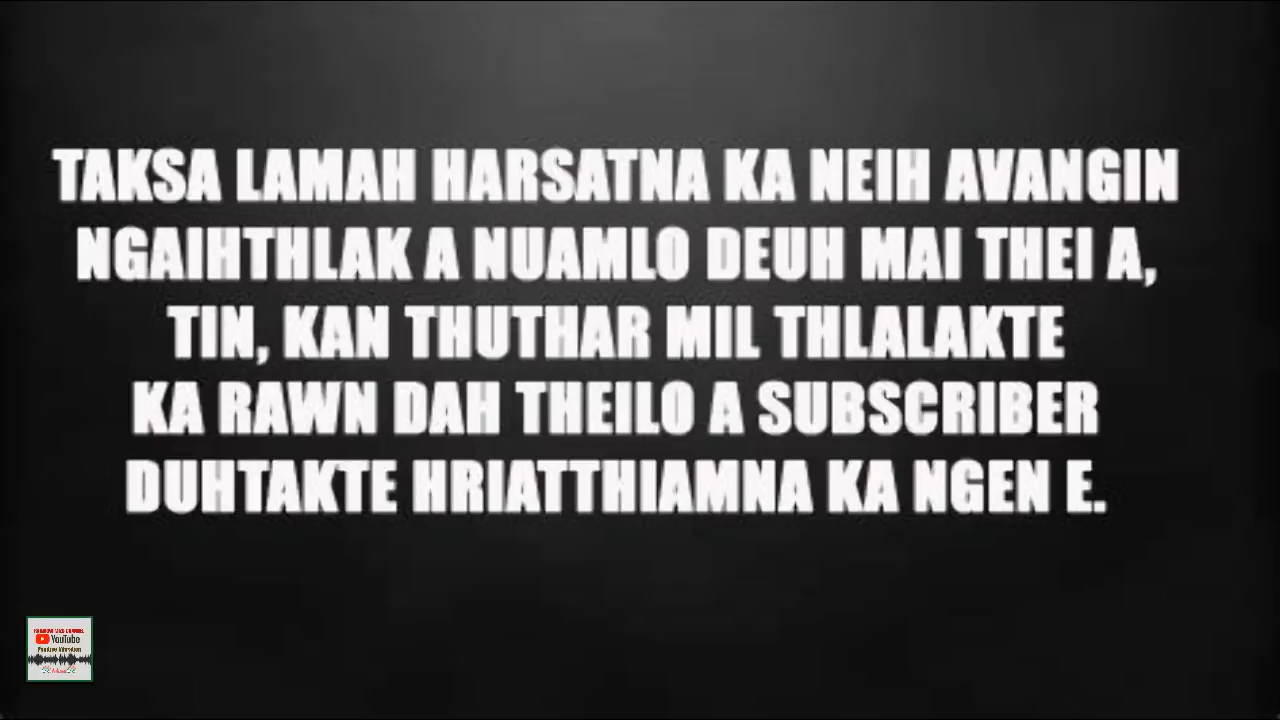 TAKSA LAMAH HARSATNA KA NEIH AVANGIN
NGAIHTHLAK A NUAMLO DEUH MAI THEI A,
TIN, KAN THUTHAR MIL THLALAKTE
KA RAWN DAH THEILO A SUBSCRIBER
DUHTAKTE HRIATTHIAMNA KA NGEN E.
YouTube